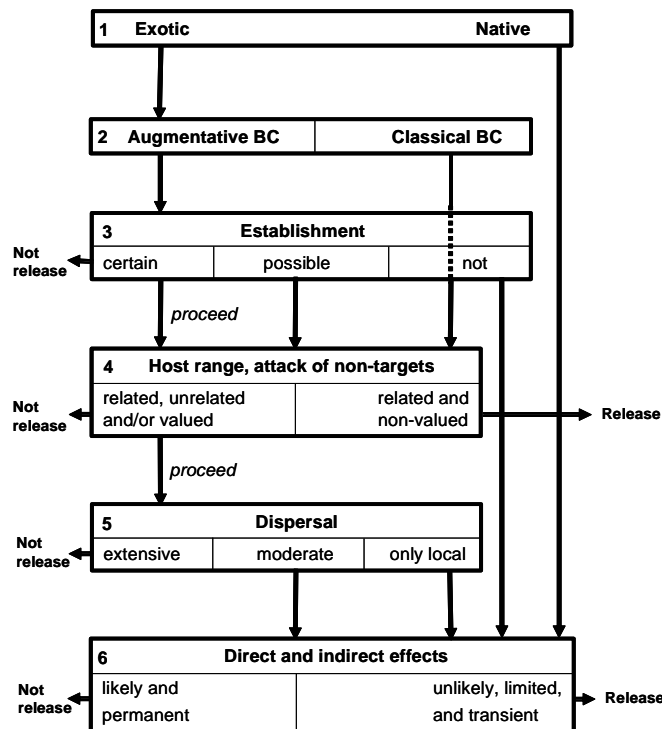 1 Exotic Native
2 Augmentative BC Classical BC
3 Establishment
Not
release
certain possible not
proceed
4 Host range, attack of non-targets
Not
release
related, unrelated
and/or valued
related and
non-valued
Release
proceed
5 Dispersal
Not
release
extensive moderate only local
6 Direct and indirect effects
Not
release
likely and
permanent
unlikely, limited,
and transient
Release